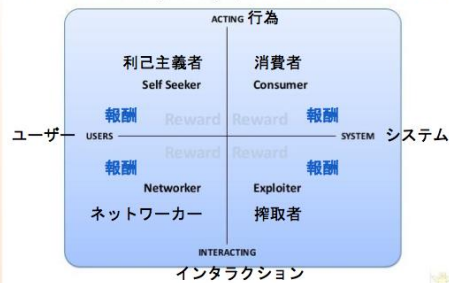 ACTING 行為
利己主義者 消費者
Self Seeker Consumer
報酬 Reward Reward 報酬
ユーザー USERS SYSTEM システム
報酬 Reward Reward 報酬
Networker Exploiter
ネットワーカー 搾取者
INTERACTING
インタラクション